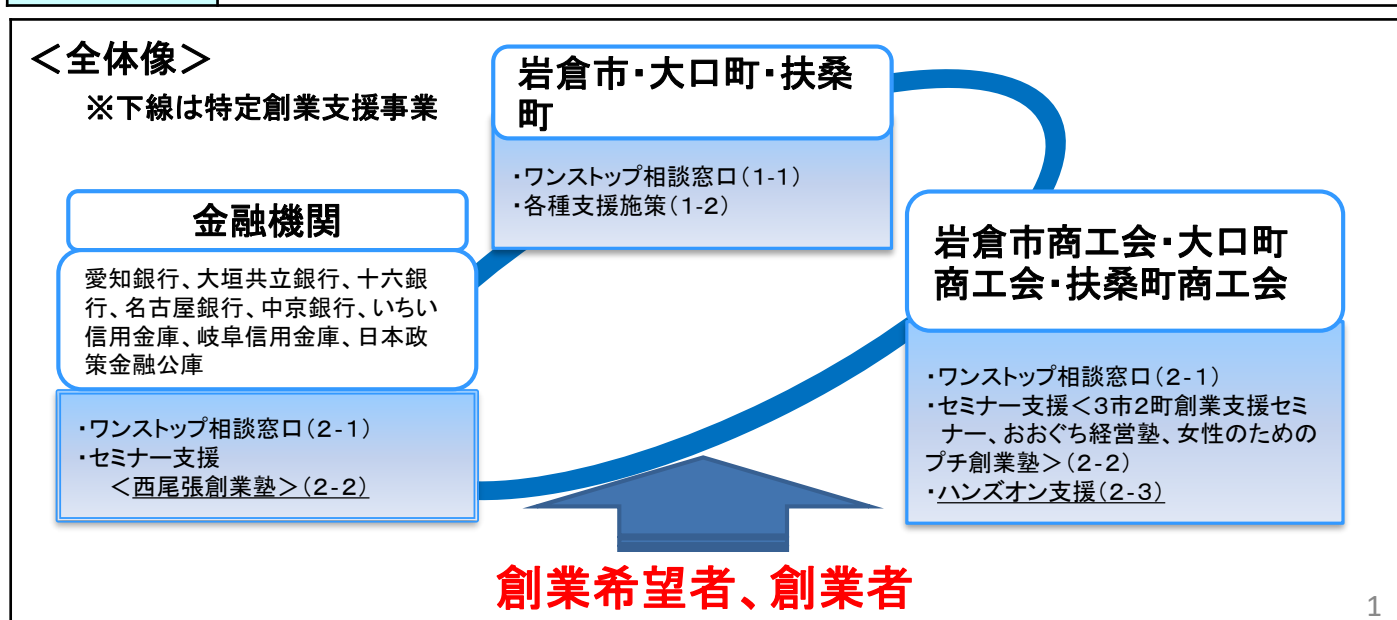 ＜全体像＞
※下線は特定創業支援事業
岩倉市・大口町・扶桑
町
・ワンストップ相談窓口（1-1）
・各種支援施策（1-2）
金融機関
愛知銀行、大垣共立銀行、十六銀
行、名古屋銀行、中京銀行、いちい
信用金庫、岐阜信用金庫、日本政
策金融公庫
・ワンストップ相談窓口（2-1）
・セミナー支援
＜西尾張創業塾＞（2-2）
岩倉市商工会・大口町
商工会・扶桑町商工会
・ワンストップ相談窓口（2-1）
・セミナー支援＜3市2町創業支援セミ
ナー、おおぐち経営塾、女性のための
プチ創業塾＞（2-2）
・ハンズオン支援（2-3）
創業希望者、創業者
1